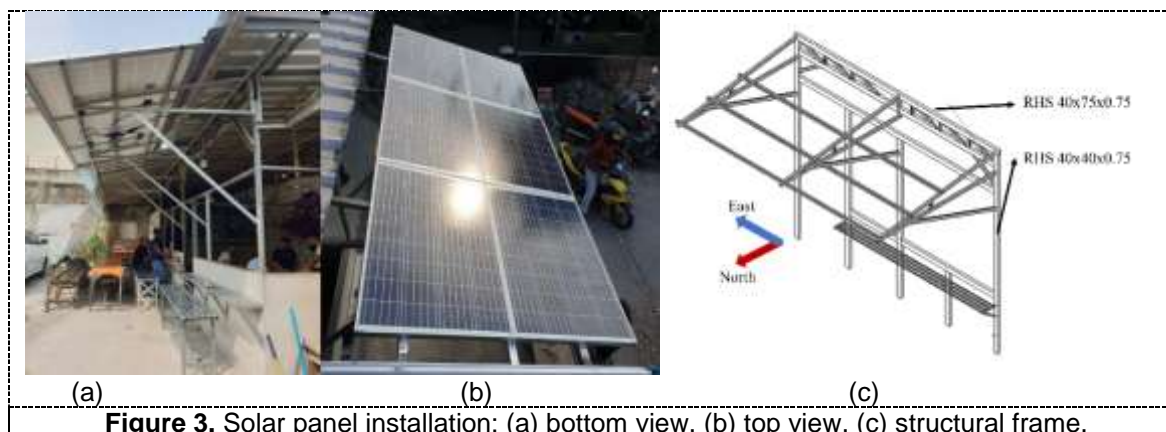 RHS 40x75x0.75
RHS 40x40x0.75
East
North
(a) (b) (c)
Figure 3. Solar panel installation: (a) bottom view, (b) top view, (c) structural frame.